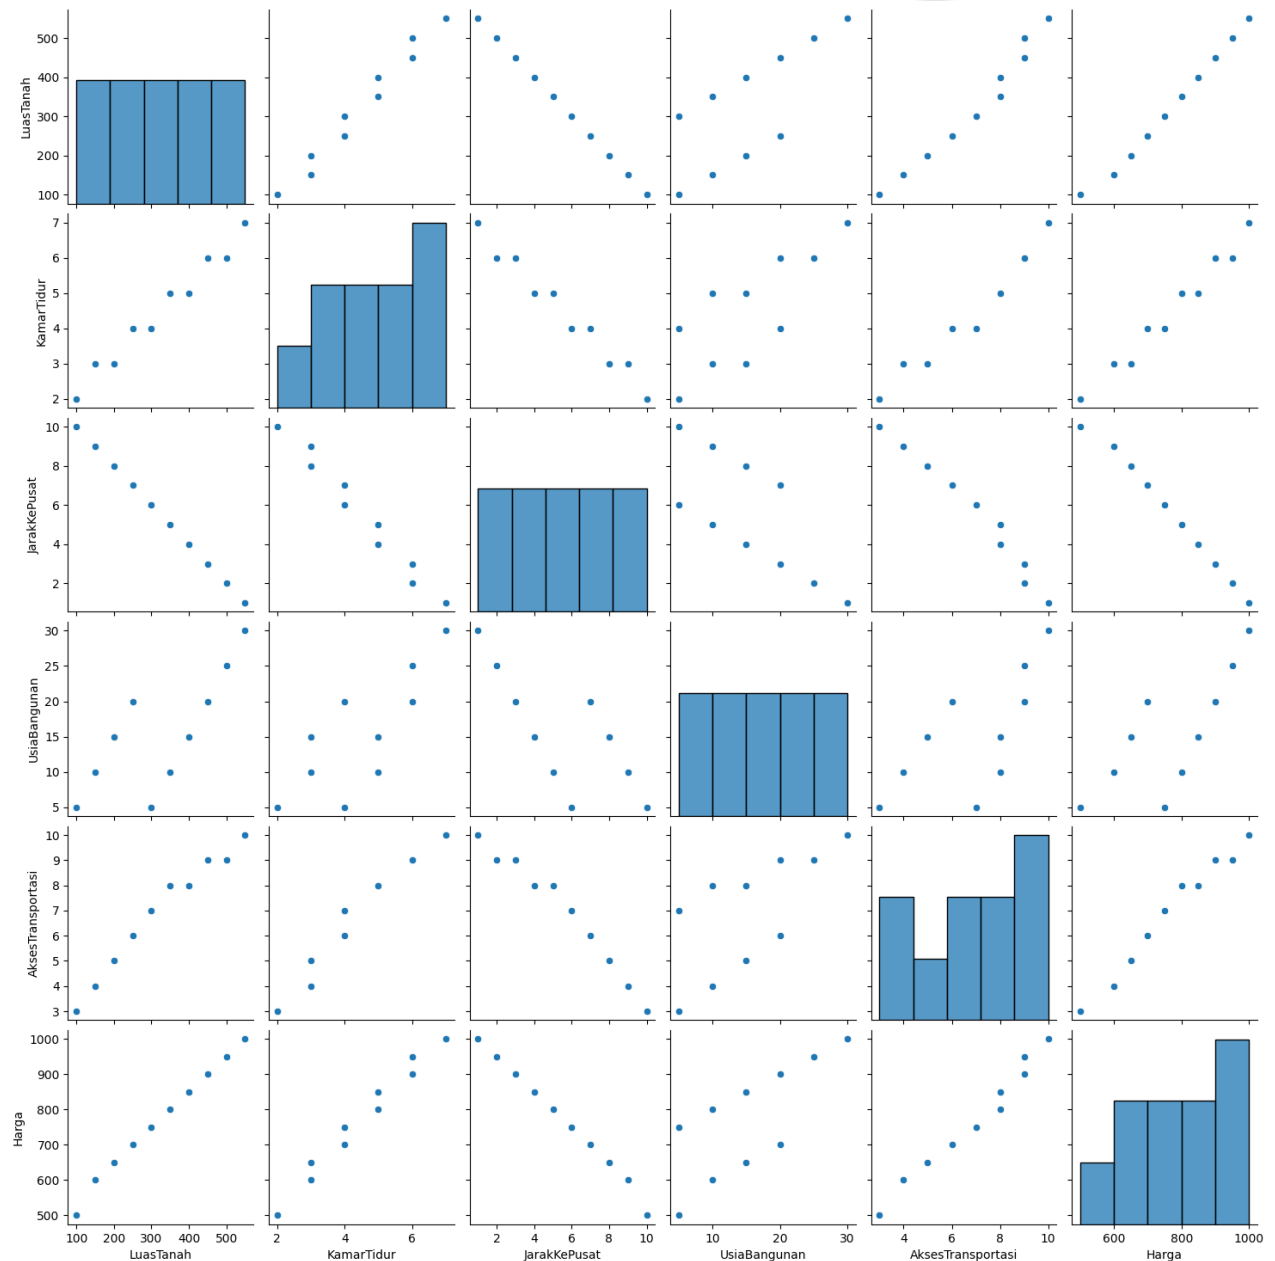 LuasTanah
500
400
300
200
100
KamarTidur
7
6
5
4
3
2
JarakKePusat
10
8
6
4
2
UsiaBangunan
30
25
20
15
10
5
AksesTransportasi
10
9
8
7
6
5
4
3
Harga
1000
900
800
700
600
500
100 200 300 400 500
LuasTanah
2 4 6
KamarTidur
2 4 6 8 10
JarakKePusat
10 20 30
UsiaBangunan
4 6 8 10
AksesTransportasi
600 800 1000
Harga